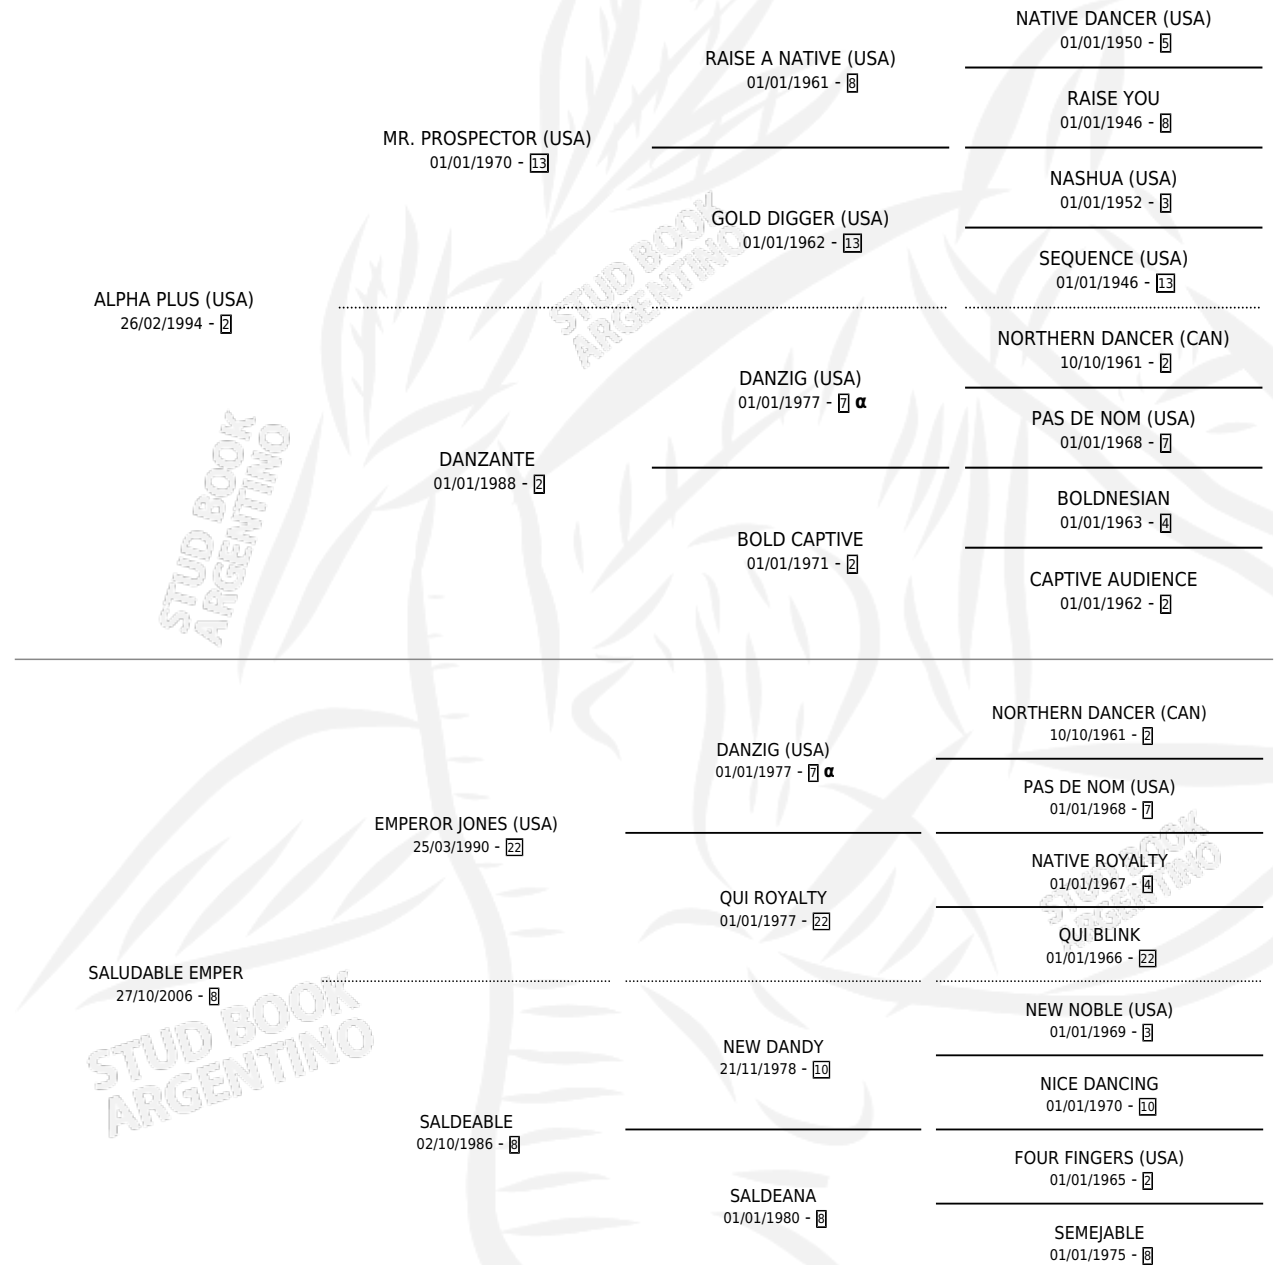 NATIVE DANCER (USA)
01/01/1950 - 5
RAISE A NATIVE (USA)
01/01/1961 - 8
RAISE YOU
01/01/1946 - 8
MR. PROSPECTOR (USA)
01/01/1970 - 13
NASHUA (USA)
01/01/1952 - 3
GOLD DIGGER (USA)
01/01/1962 - 13
SEQUENCE (USA)
01/01/1946 - 13
STUD BOOK
ARGENTINO
ALPHA PLUS (USA)
26/02/1994 - 2
NORTHERN DANCER (CAN)
10/10/1961 - 2
DANZIG (USA)
01/01/1977 - 7 α
PAS DE NOM (USA)
01/01/1968 - 7
DANZANTE
01/01/1988 - 2
BOLDNESIAN
01/01/1963 - 4
BOLD CAPTIVE
01/01/1971 - 2
CAPTIVE AUDIENCE
01/01/1962 - 2
STUD BOOK
ARGENTINO
NORTHERN DANCER (CAN)
10/10/1961 - 2
DANZIG (USA)
01/01/1977 - 7 α
PAS DE NOM (USA)
01/01/1968 - 7
EMPEROR JONES (USA)
25/03/1990 - 22
NATIVE ROYALTY
01/01/1967 - 4
QUI ROYALTY
01/01/1977 - 22
QUI BLINK
01/01/1966 - 22
STUD BOOK
ARGENTINO
SALUDABLE EMPER
27/10/2006 - 8
NEW NOBLE (USA)
01/01/1969 - 3
NEW DANDY
21/11/1978 - 10
NICE DANCING
01/01/1970 - 10
SALDEABLE
02/10/1986 - 8
FOUR FINGERS (USA)
01/01/1965 - 2
SALDEANA
01/01/1980 - 8
SEMEJABLE
01/01/1975 - 8
STUD BOOK
ARGENTINO